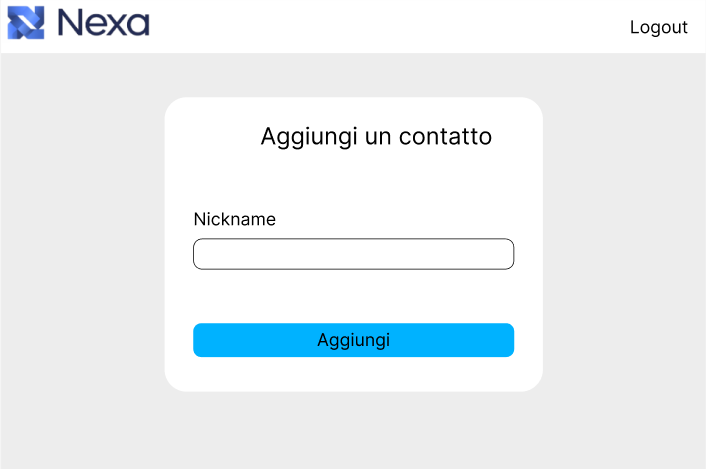 Nexa
Logout
Aggiungi un contatto
Nickname
Aggiungi